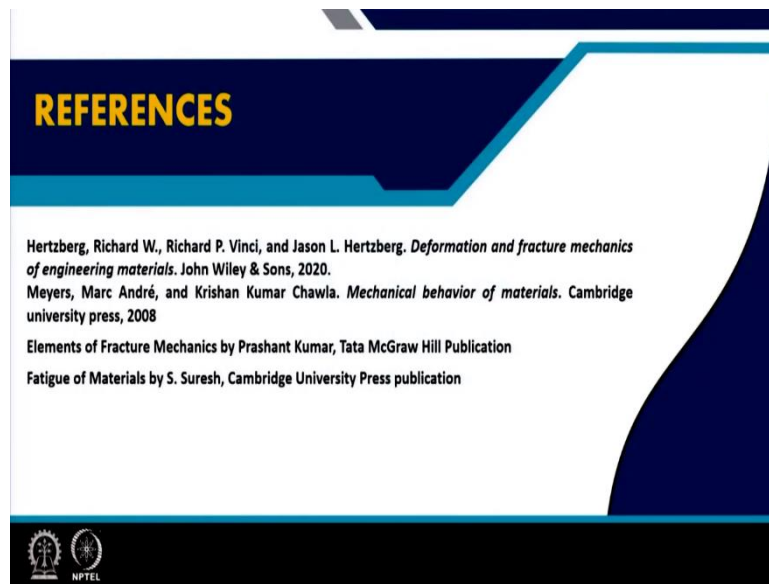 REFERENCES
Hertzberg, Richard W., Richard P. Vinci, and Jason L. Hertzberg. Deformation and fracture mechanics
of engineering materials. John Wiley & Sons, 2020.
Meyers, Marc André, and Krishan Kumar Chawla. Mechanical behavior of materials. Cambridge
university press, 2008
Elements of Fracture Mechanics by Prashant Kumar, Tata McGraw Hill Publication
Fatigue of Materials by S. Suresh, Cambridge University Press publication
NPTEL